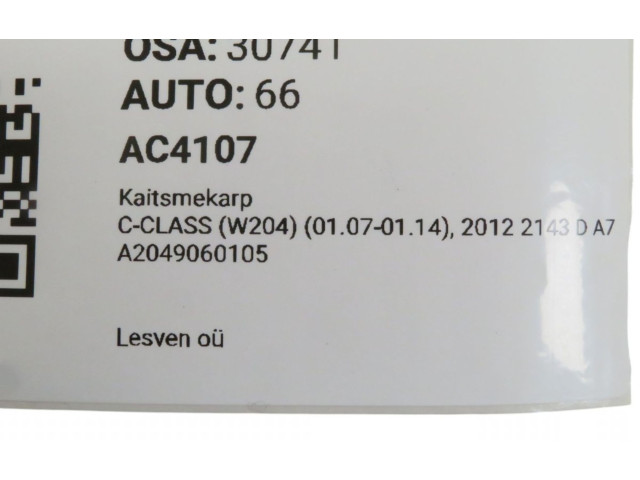 OSA: 30741
AUTO: 66
AC4107
Kaitsmekarp
C-CLASS (W204) (01.07-01.14), 2012 2143 D A7
A2049060105
Lesven oü